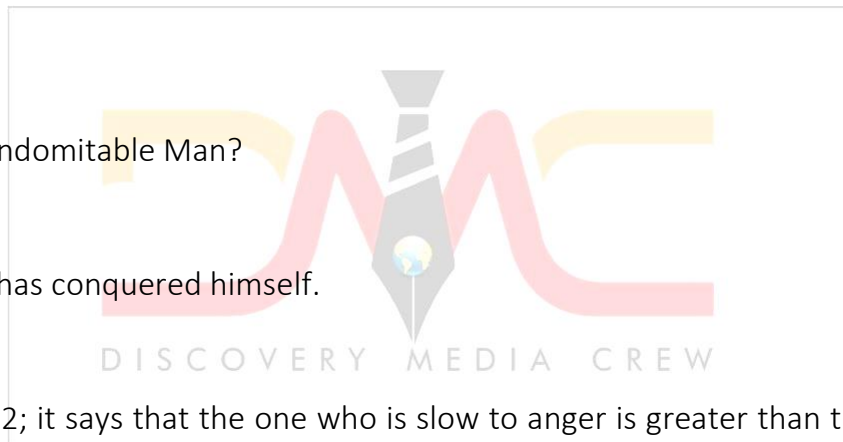 ndomitable Man?
has conquered himself.
DISCOVERY MEDIA CREW
2; it says that the one who is slow to anger is greater than t